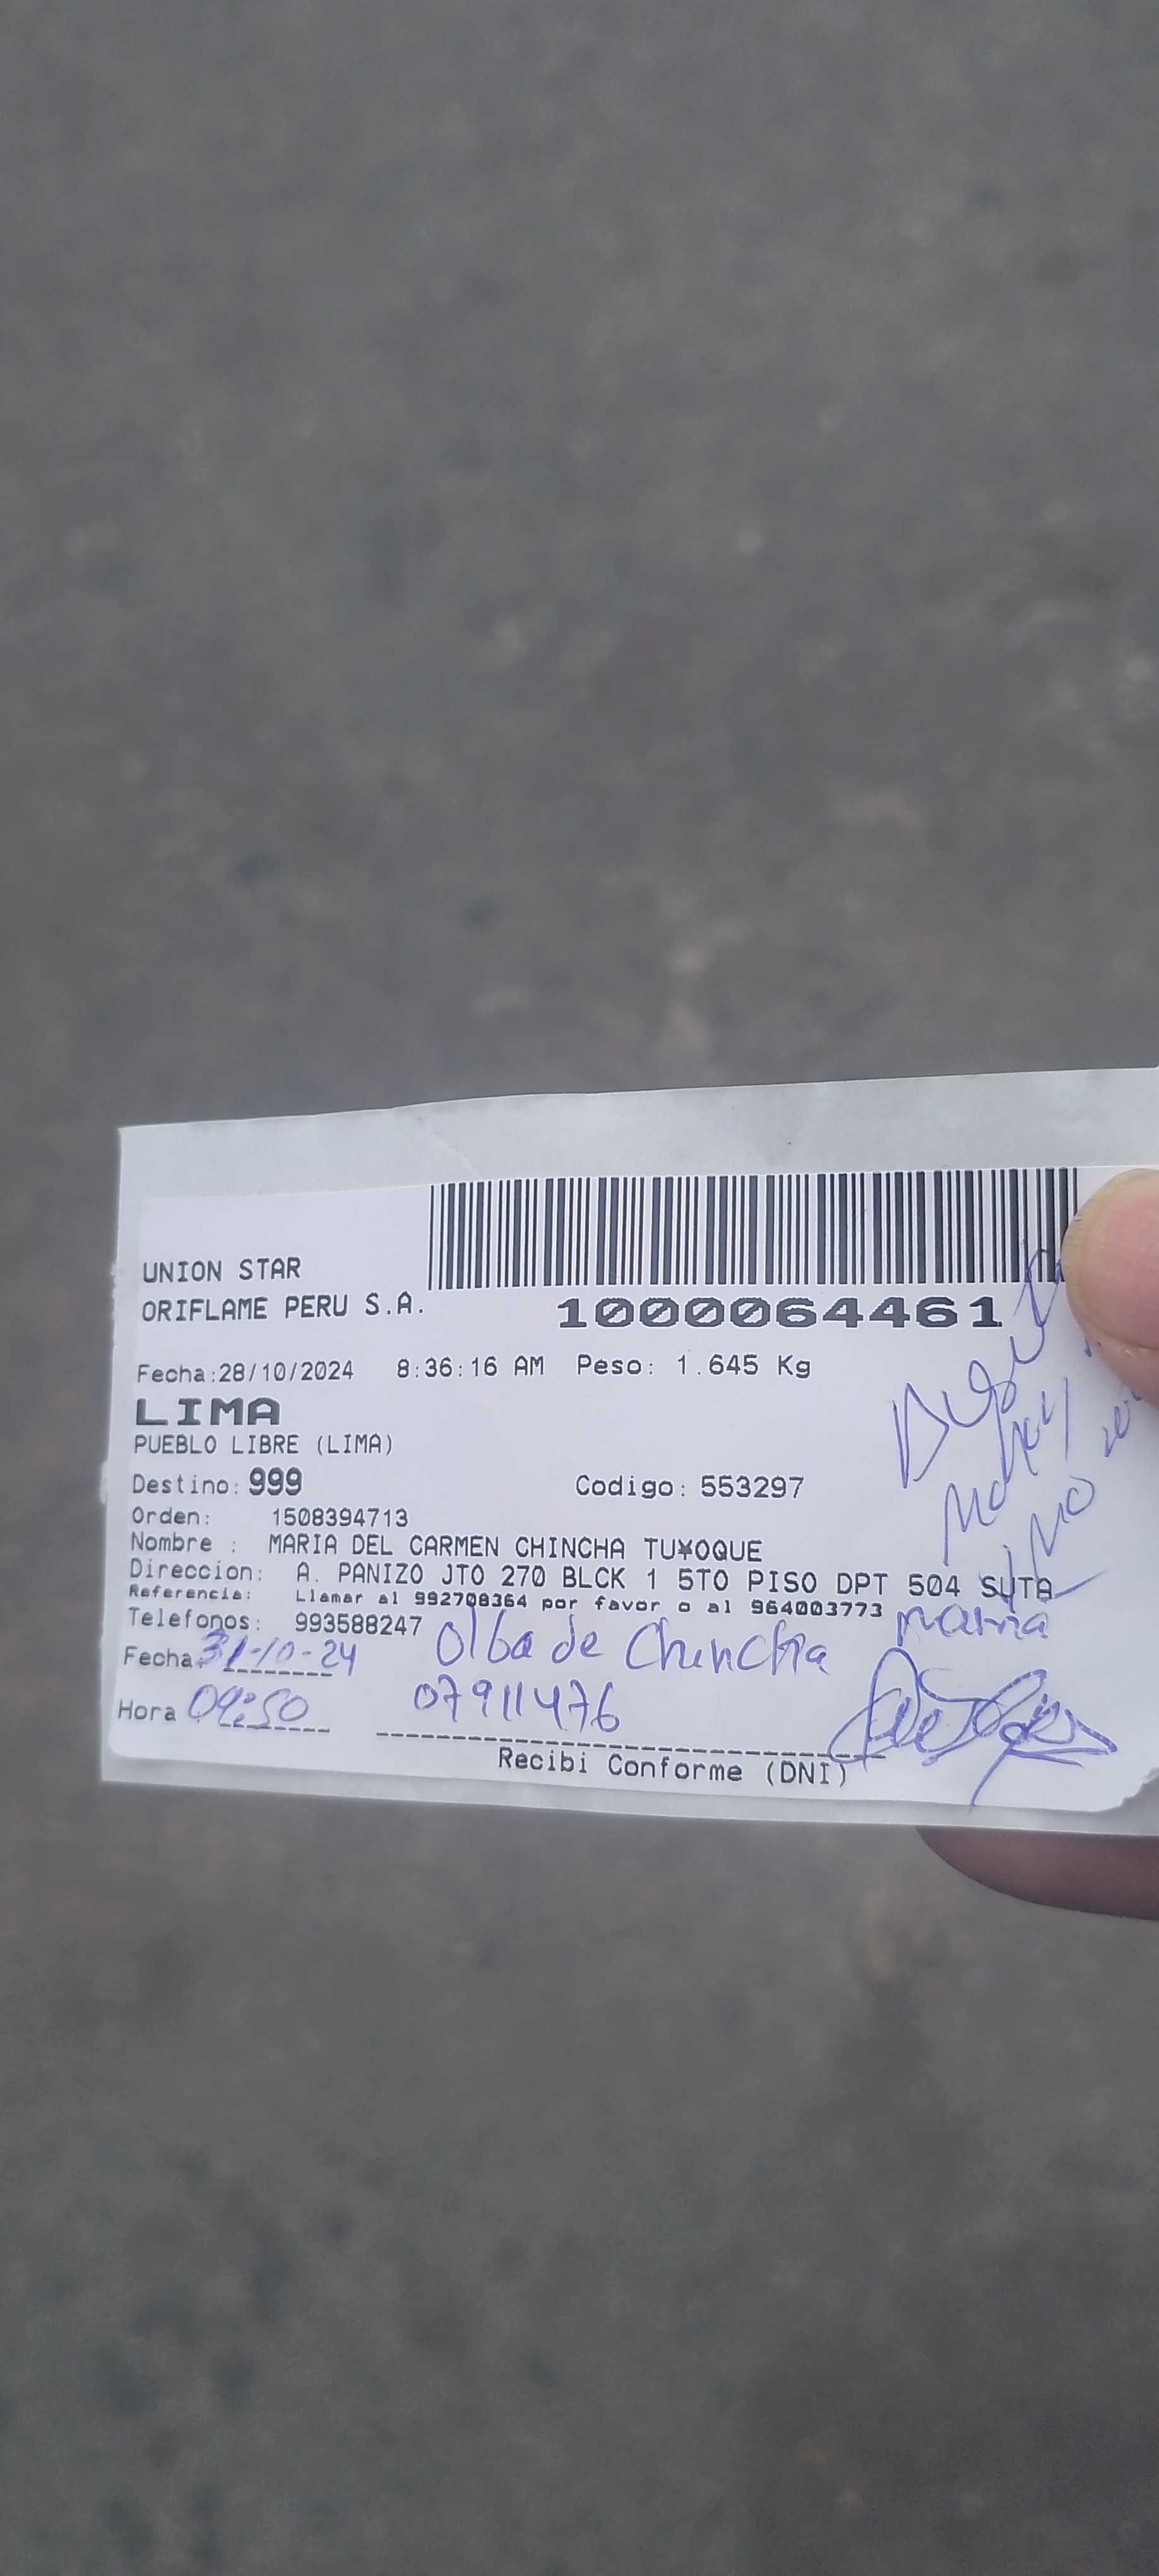 UNION STAR
ORIFLAME PERU S.A.
1000064461
Fecha:28/10/2024 8:36:16 AM Peso: 1.645 Kg
LIMA
PUEBLO LIBRE (LIMA)
Destino: 999 Codigo: 553297
Orden: 1508394713
Nombre : MARIA DEL CARMEN CHINCHA TU¥OQUE
Direccion: A. PANIZO JTO 270 BLCK 1 5TO PISO DPT 504 SUTA
Referencia: Llamar al 992708364 por favor o al 964003773
Telefonos: 993588247 Olba de Chincha mamá
Fecha 31-10-24
Hora 09:50 07911476
Recibi Conforme (DNI)